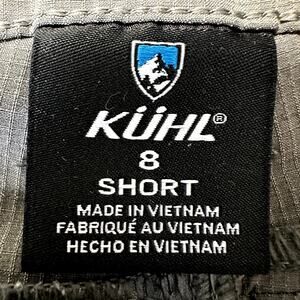 KÜHL®
8
SHORT
MADE IN VIETNAM
FABRIQUÉ AU VIETNAM
HECHO EN VIETNAM